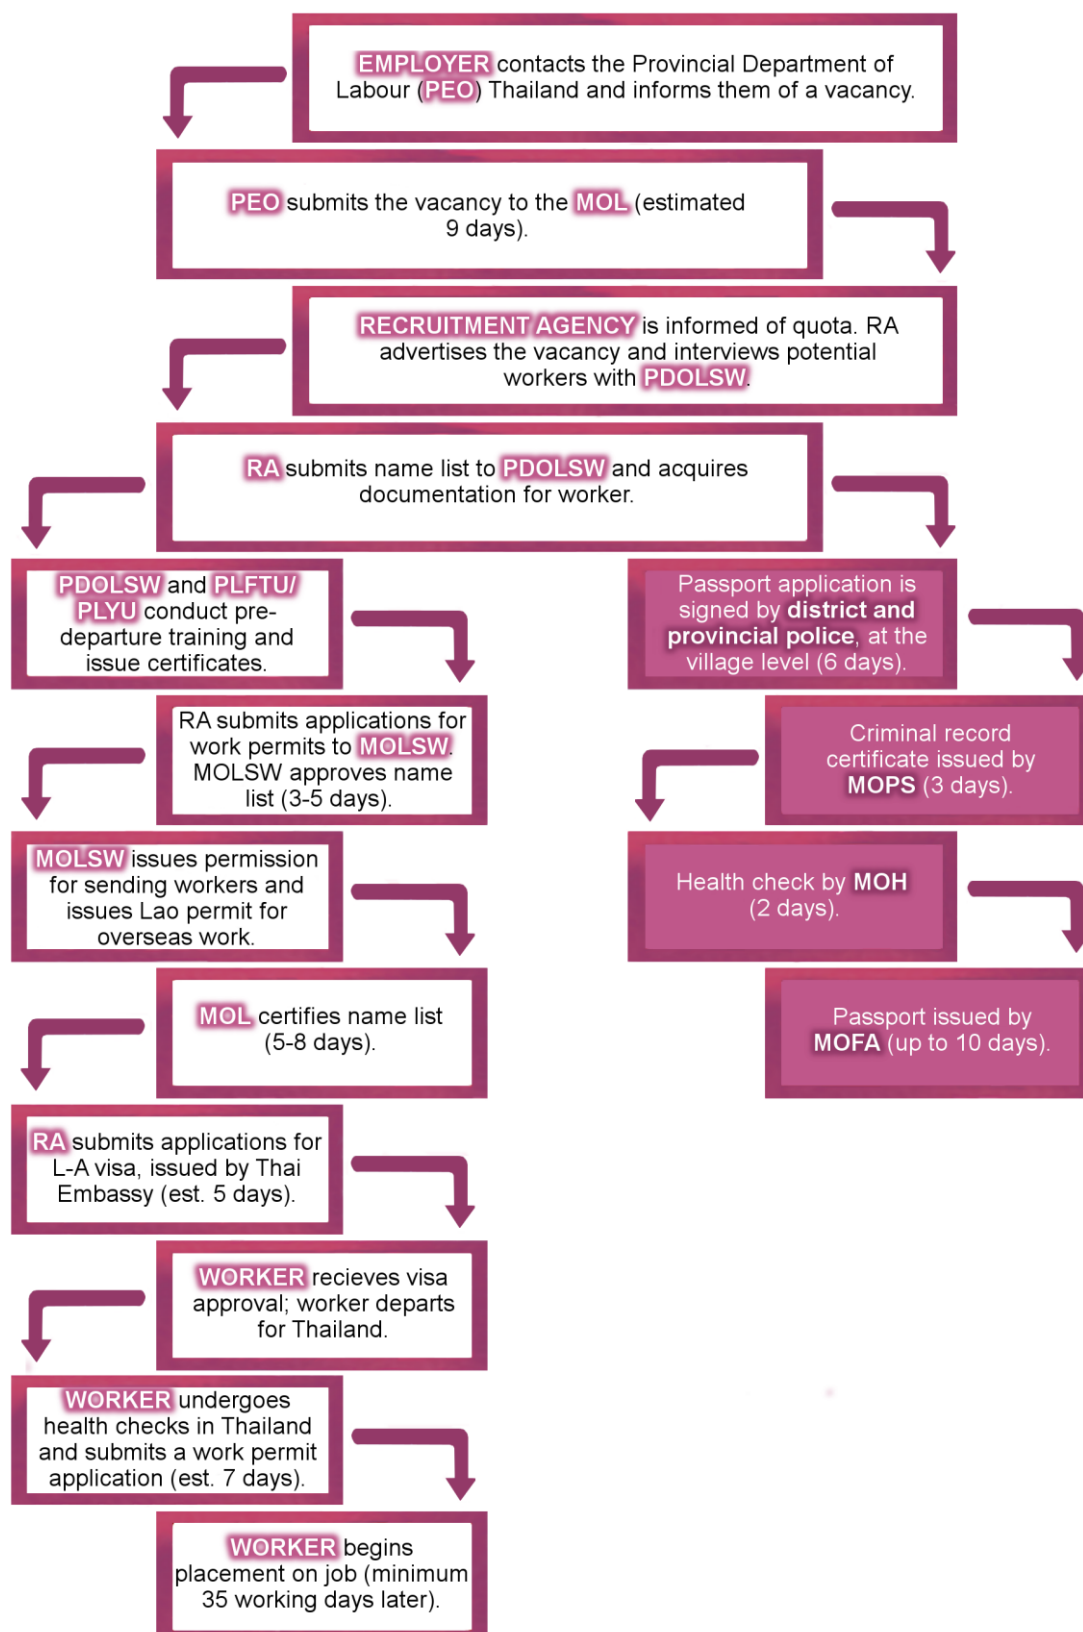 EMPLOYER contacts the Provincial Department of
Labour (PEO) Thailand and informs them of a vacancy.
PEO submits the vacancy to the MOL (estimated
9 days).
RECRUITMENT AGENCY is informed of quota. RA
advertises the vacancy and interviews potential
workers with PDOLSW.
RA submits name list to PDOLSW and acquires
documentation for worker.
PDOLSW and PLFTU/
PLYU conduct pre-
departure training and
issue certificates.
RA submits applications for
work permits to MOLSW.
MOLSW approves name
list (3-5 days).
MOLSW issues permission
for sending workers and
issues Lao permit for
overseas work.
MOL certifies name list
(5-8 days).
RA submits applications for
L-A visa, issued by Thai
Embassy (est. 5 days).
WORKER recieves visa
approval; worker departs
for Thailand.
WORKER undergoes
health checks in Thailand
and submits a work permit
application (est. 7 days).
WORKER begins
placement on job (minimum
35 working days later).
Passport application is
signed by district and
provincial police, at the
village level (6 days).
Criminal record
certificate issued by
MOPS (3 days).
Health check by MOH
(2 days).
Passport issued by
MOFA (up to 10 days).